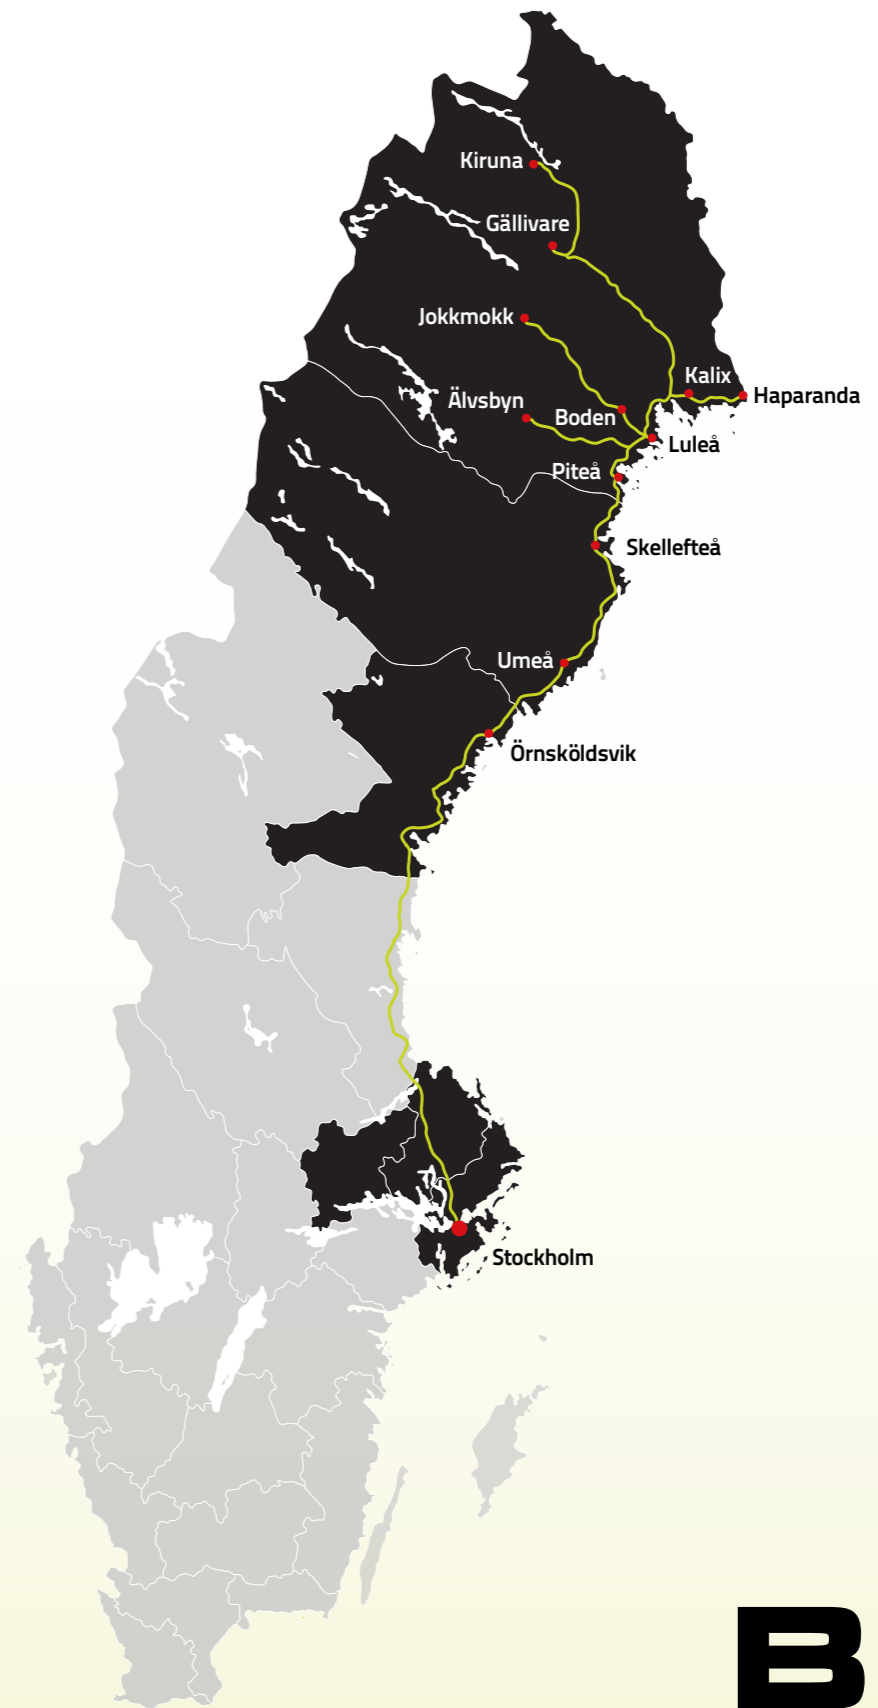 Kiruna
Gällivare
Jokkmokk
Kalix
Haparanda
Älvsbyn
Boden
Luleå
Piteå
Skellefteå
Umeå
Örnsköldsvik
Stockholm
B